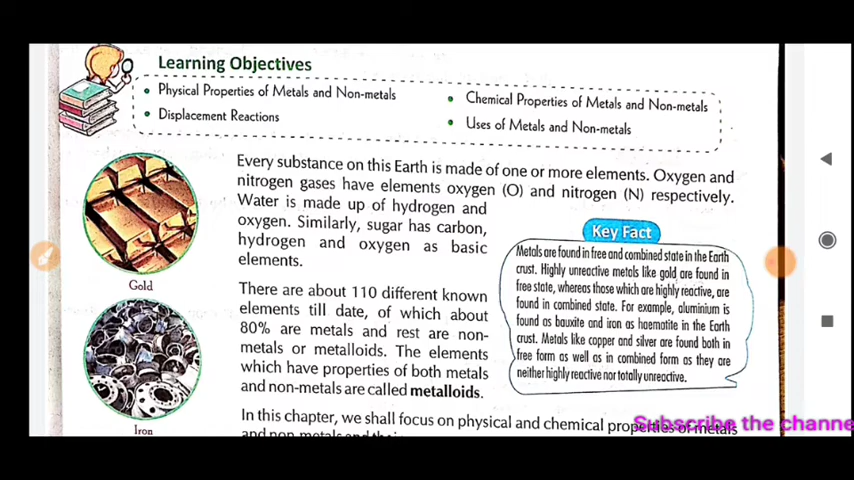 Learning Objectives
• Physical Properties of Metals and Non-metals
• Chemical Properties of Metals and Non-metals
• Displacement Reactions
• Uses of Metals and Non-metals
Every substance on this Earth is made of one or more elements. Oxygen and
nitrogen gases have elements oxygen (O) and nitrogen (N) respectively.
Water is made up of hydrogen and
oxygen. Similarly, sugar has carbon,
hydrogen and oxygen as basic
elements.
Gold
There are about 110 different known
elements till date, of which about
80% are metals and rest are non-
metals or metalloids. The elements
which have properties of both metals
and non-metals are called metalloids.
Iron
Key Fact
Metals are found in free and combined state in the Earth
crust. Highly unreactive metals like gold are found in
free state, whereas those which are highly reactive, are
found in combined state. For example, aluminium is
found as bauxite and iron as haematite in the Earth
crust. Metals like copper and silver are found both in
free form as well as in combined form as they are
neither highly reactive nor totally unreactive.
In this chapter, we shall focus on physical and chemical properties of metals
and non-metals and
Subscribe the channe